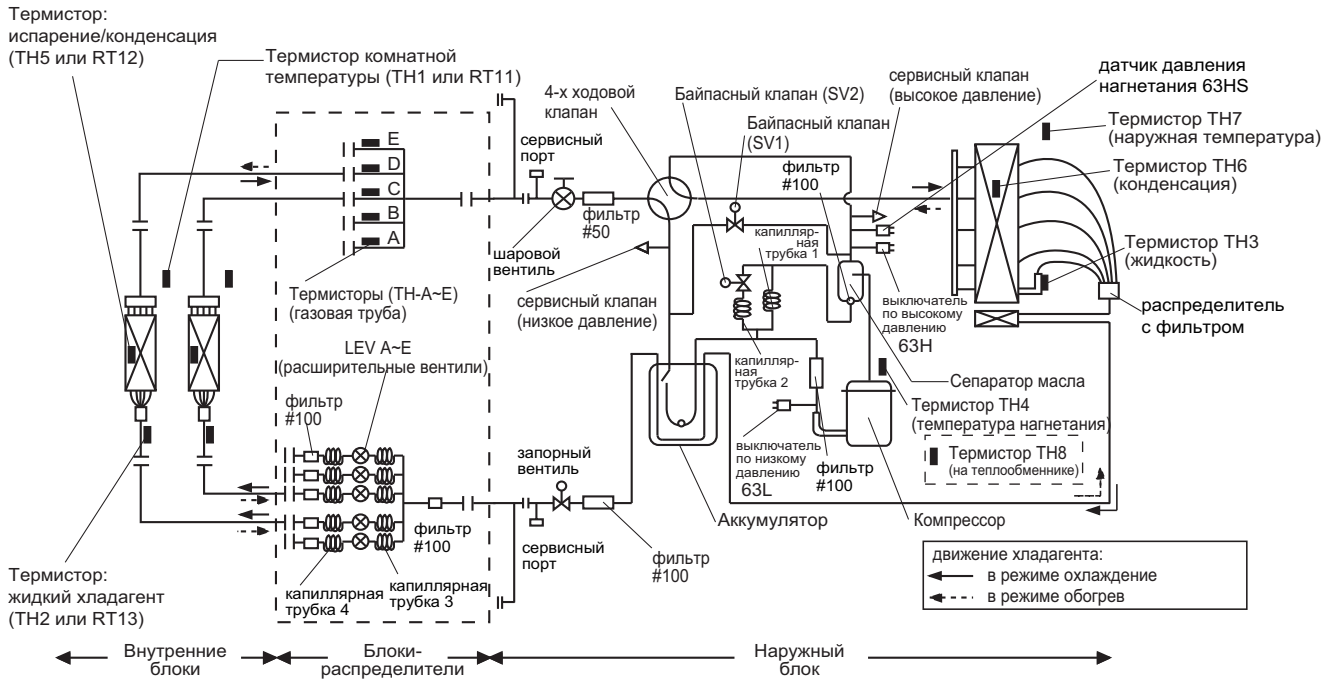 Термистор:
испарение/конденсация
(TH5 или RT12)
Термистор комнатной
температуры (TH1 или RT11)
E
D
C
B
A
Термисторы (TH-A~E)
(газовая труба)
LEV A~E
(расширительные вентили)
фильтр
#100
капиллярная
трубка 4
капиллярная
трубка 3
фильтр
#100
Термистор:
жидкий хладагент
(TH2 или RT13)
сервисный
порт
шаровой
вентиль
фильтр
#50
4-х ходовой
клапан
сервисный клапан
(низкое давление)
Байпасный клапан (SV2)
Байпасный клапан
(SV1)
капилляр-
ная
трубка 1
капилляр-
ная
трубка 2
фильтр
#100
сервисный клапан
(высокое давление)
датчик давления
нагнетания 63HS
выключатель
по высокому
давлению
63H
Термистор TH7
(наружная температура)
Термистор TH6
(конденсация)
Термистор TH3
(жидкость)
распределитель
с фильтром
Сепаратор масла
Термистор TH4
(температура нагнетания)
Термистор TH8
(на теплообменнике)
выключатель
по низкому
давлению
63L
фильтр
#100
Аккумулятор
Компрессор
запорный
вентиль
сервисный
порт
фильтр
#100
движение хладагента:
в режиме охлаждение
в режиме обогрев
Внутренние
блоки
Блоки-
распределители
Наружный
блок